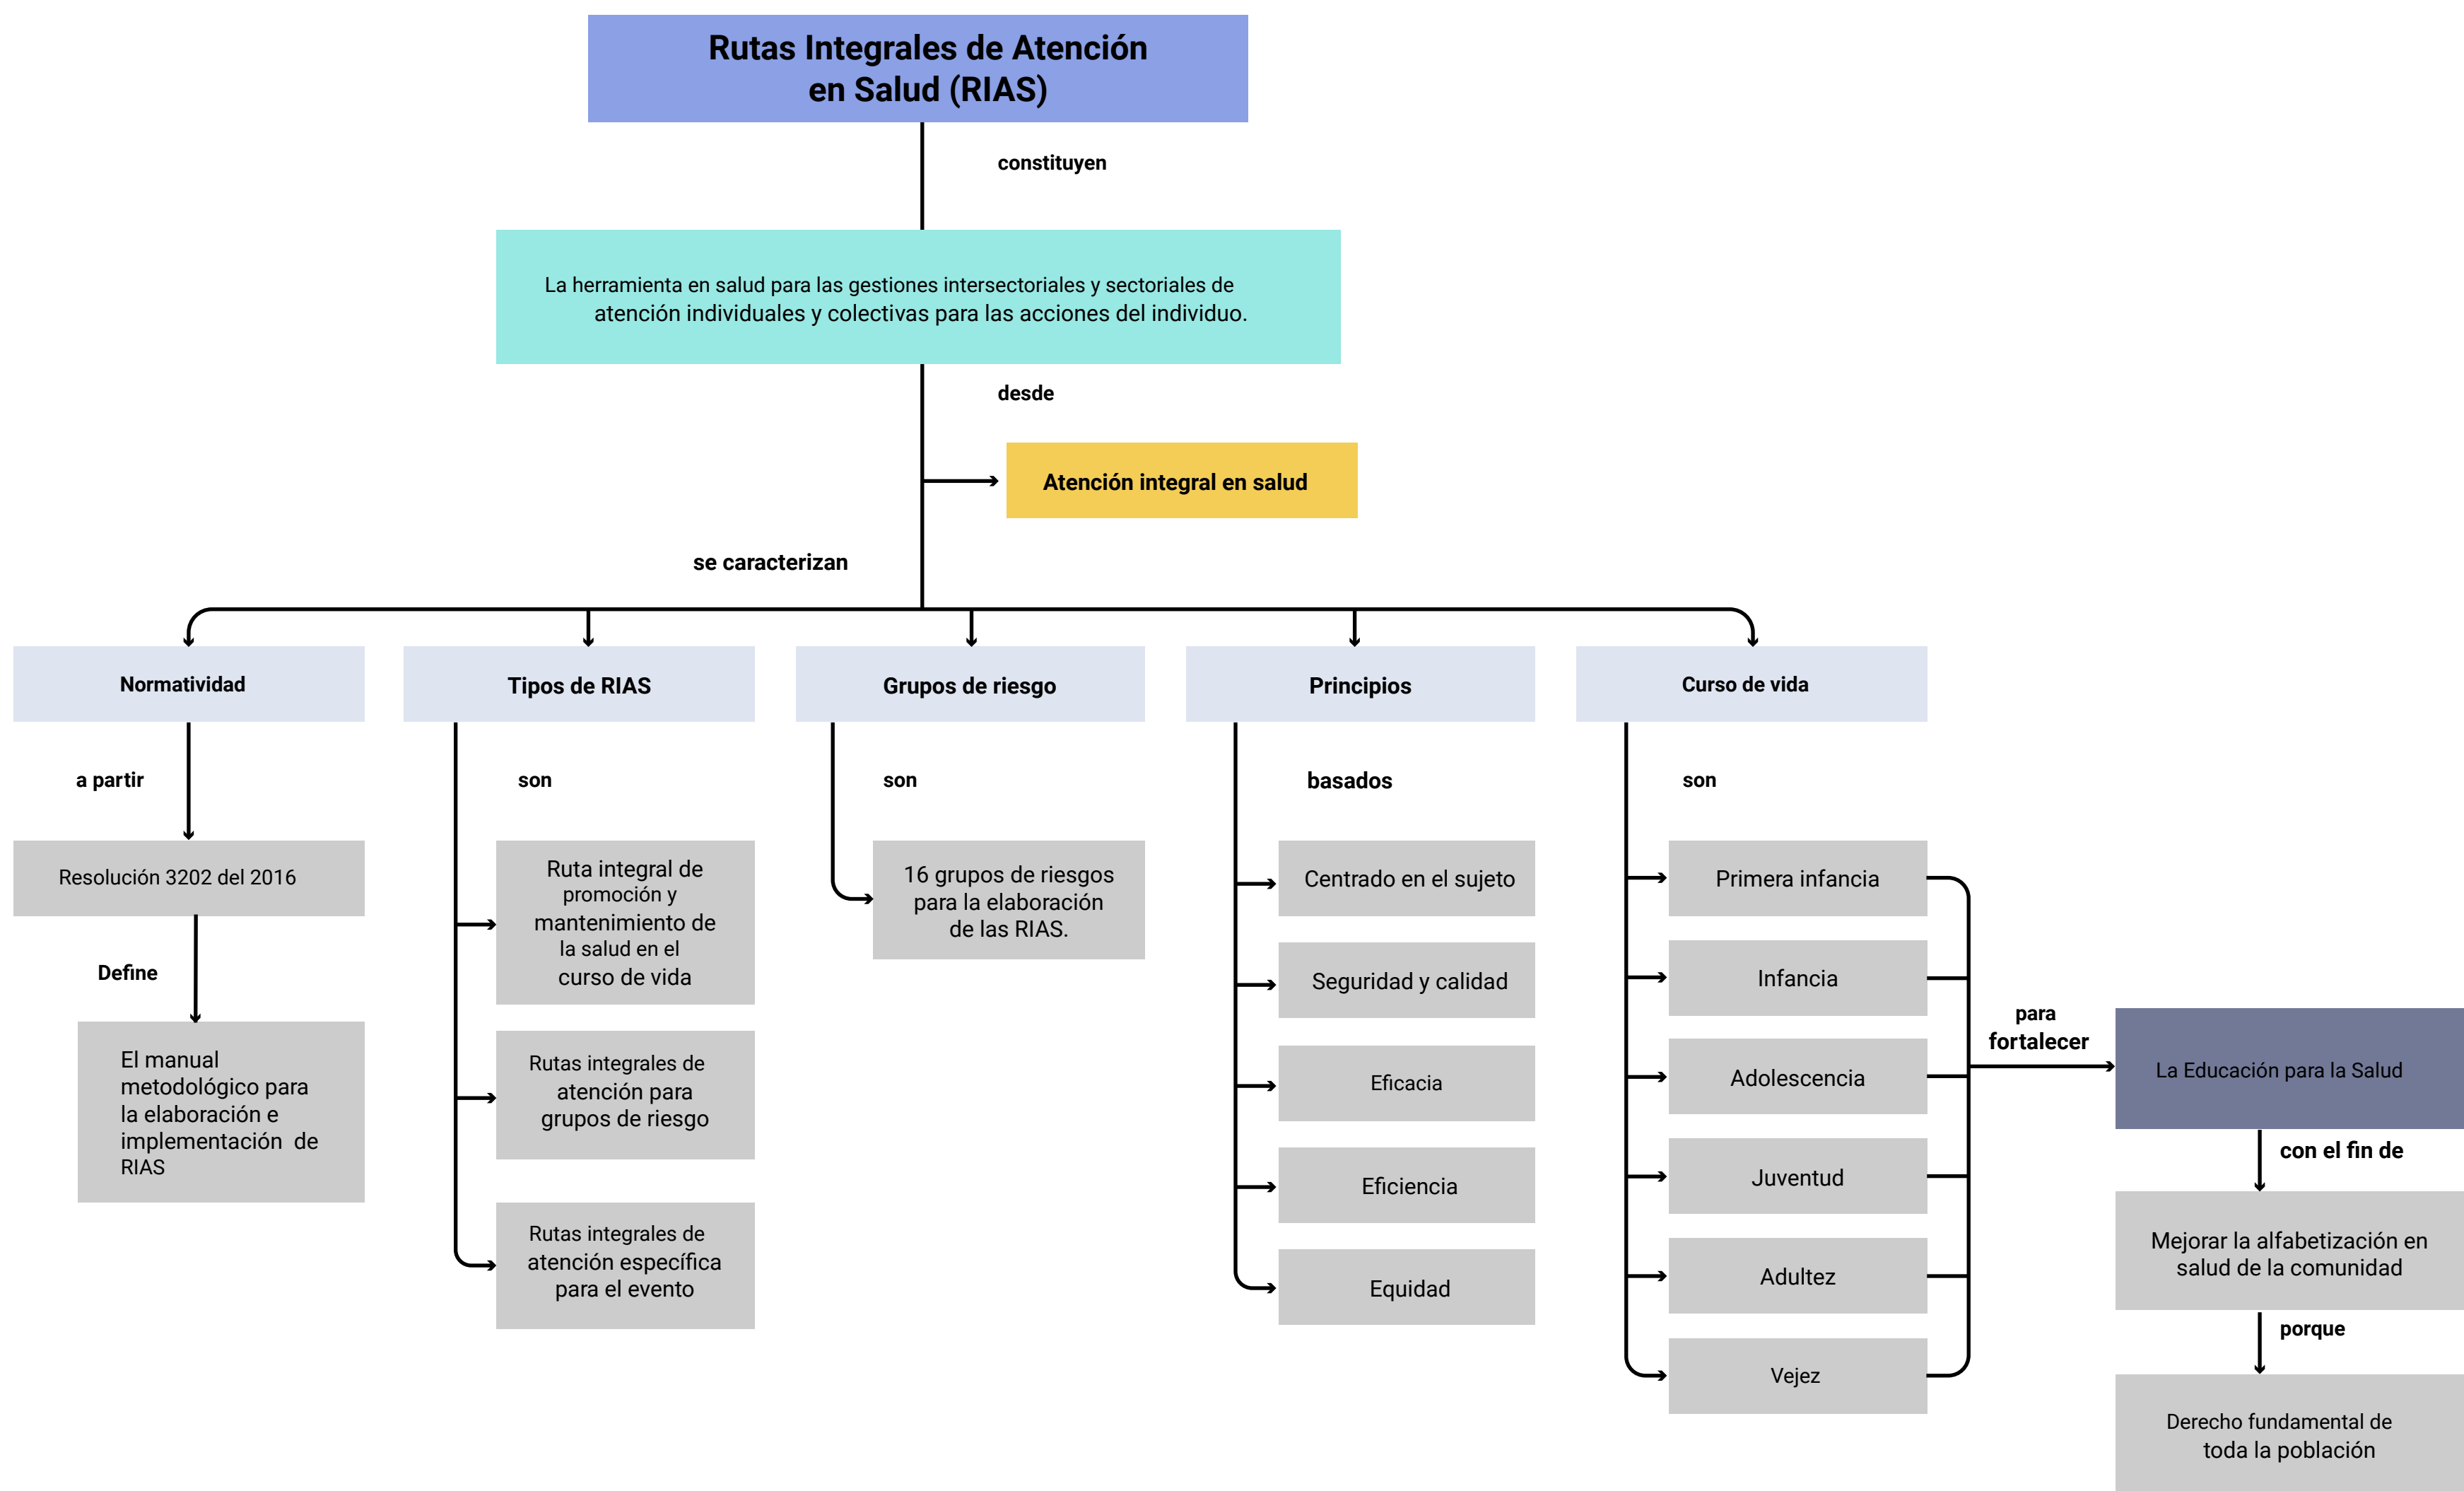 Rutas Integrales de Atención
en Salud (RIAS)
constituyen
La herramienta en salud para las gestiones intersectoriales y sectoriales de
atención individuales y colectivas para las acciones del individuo.
desde
Atención integral en salud
se caracterizan
Normatividad
a partir
Resolución 3202 del 2016
Define
El manual
metodológico para
la elaboración e
implementación  de
RIAS
Tipos de RIAS
son
Ruta integral de
promoción y
mantenimiento de
la salud en el
curso de vida
Rutas integrales de
atención para
grupos de riesgo
Rutas integrales de
atención específica
para el evento
Grupos de riesgo
son
16 grupos de riesgos
para la elaboración
de las RIAS.
Principios
basados
Centrado en el sujeto
Seguridad y calidad
Eficacia
Eficiencia
Equidad
Curso de vida
son
Primera infancia
Infancia
Adolescencia
Juventud
Adultez
Vejez
para
fortalecer
La Educación para la Salud
con el fin de
Mejorar la alfabetización en
salud de la comunidad
porque
Derecho fundamental de
toda la población